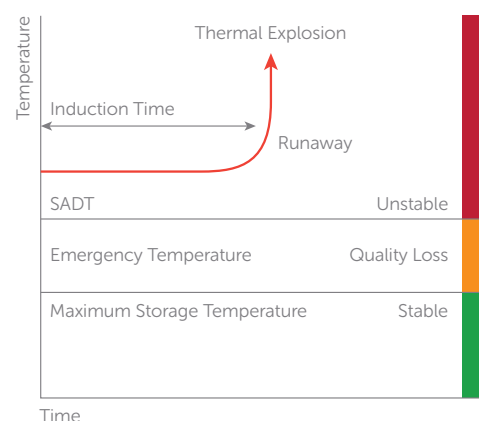 Temperature
Thermal Explosion
Induction Time
Runaway
SADT
Unstable
Emergency Temperature
Quality Loss
Maximum Storage Temperature
Stable
Time